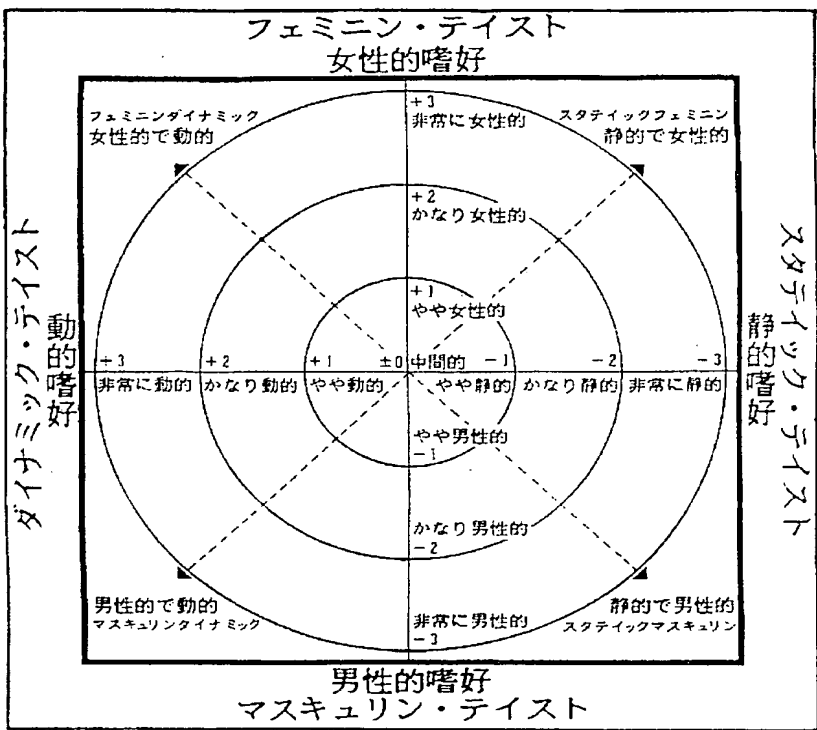 フェミニン・テイスト
女性的嗜好
フェミニンダイナミック
女性的で動的
+3
非常に女性的
スタテイックフェミニン
静的で女性的
+2
かなり女性的
+1
やや女性的
ダイナミック・テイスト
動的嗜好
+3
+2
+1
±0
中間的
-1
-2
-3
非常に動的
かなり動的
やや動的
やや静的
かなり静的
非常に静的
静的嗜好
スタテイック・テイスト
やや男性的
-1
かなり男性的
-2
男性的で動的
マスキュリンダイナミック
非常に男性的
-3
静的で男性的
スタテイックマスキュリン
男性的嗜好
マスキュリン・テイスト